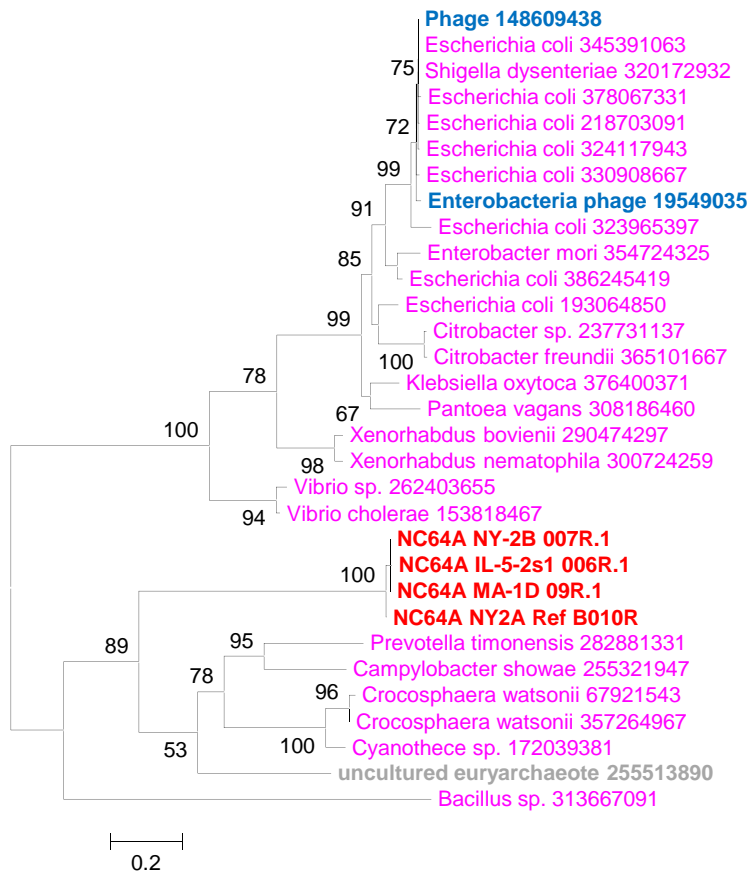 Phage 148609438
Escherichia coli 345391063
75
Shigella dysenteriae 320172932
Escherichia coli 378067331
72
Escherichia coli 218703091
Escherichia coli 324117943
99
Escherichia coli 330908667
Enterobacteria phage 19549035
91
Escherichia coli 323965397
Enterobacter mori 354724325
85
Escherichia coli 386245419
Escherichia coli 193064850
99
Citrobacter sp. 237731137
100
Citrobacter freundii 365101667
78
Klebsiella oxytoca 376400371
67
Pantoea vagans 308186460
100
Xenorhabdus bovienii 290474297
98
Xenorhabdus nematophila 300724259
Vibrio sp. 262403655
94
Vibrio cholerae 153818467
NC64A NY-2B 007R.1
NC64A IL-5-2s1 006R.1
100
NC64A MA-1D 09R.1
NC64A NY2A Ref B010R
89
95
Prevotella timonensis 282881331
78
Campylobacter showae 255321947
96
Crocosphaera watsonii 67921543
Crocosphaera watsonii 357264967
53
100
Cyanothece sp. 172039381
uncultured euryarchaeote 255513890
Bacillus sp. 313667091
0.2